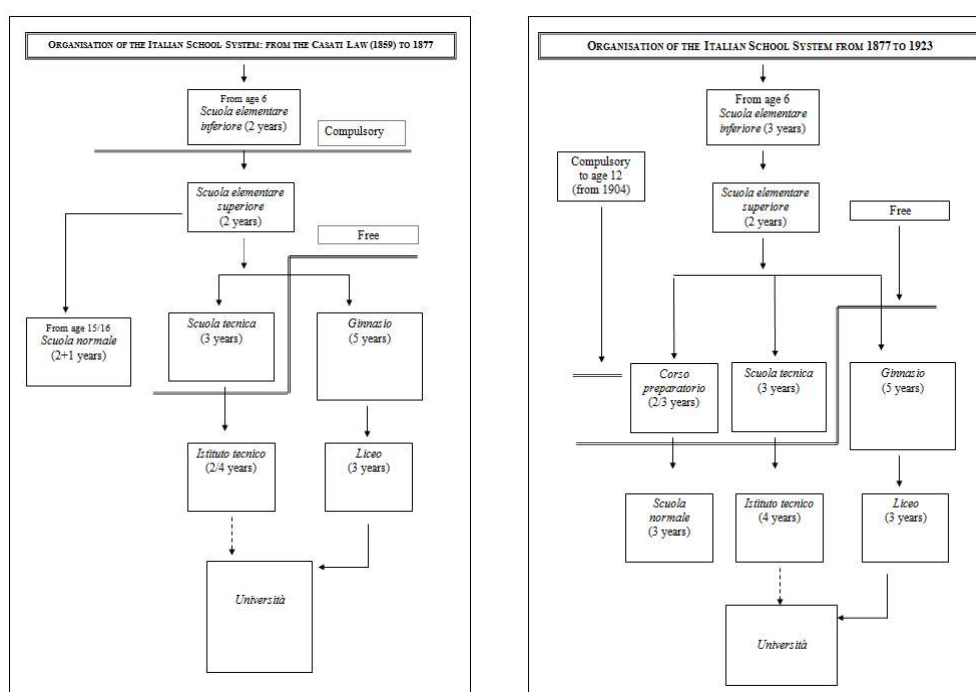 ORGANISATION OF THE ITALIAN SCHOOL SYSTEM: FROM THE CASATI LAW (1859) TO 1877
From age 6
Scuola elementare
inferiore (2 years)
Compulsory
Scuola elementare
superiore
(2 years)
Free
From age 15/16
Scuola normale
(2+1 years)
Scuola tecnica
(3 years)
Ginnasio
(5 years)
Istituto tecnico
(2/4 years)
Liceo
(3 years)
Università
ORGANISATION OF THE ITALIAN SCHOOL SYSTEM FROM 1877 TO 1923
From age 6
Scuola elementare
inferiore (3 years)
Compulsory
to age 12
(from 1904)
Scuola elementare
superiore
(2 years)
Free
Corso
preparatorio
(2/3 years)
Scuola tecnica
(3 years)
Ginnasio
(5 years)
Scuola
normale
(3 years)
Istituto tecnico
(4 years)
Liceo
(3 years)
Università